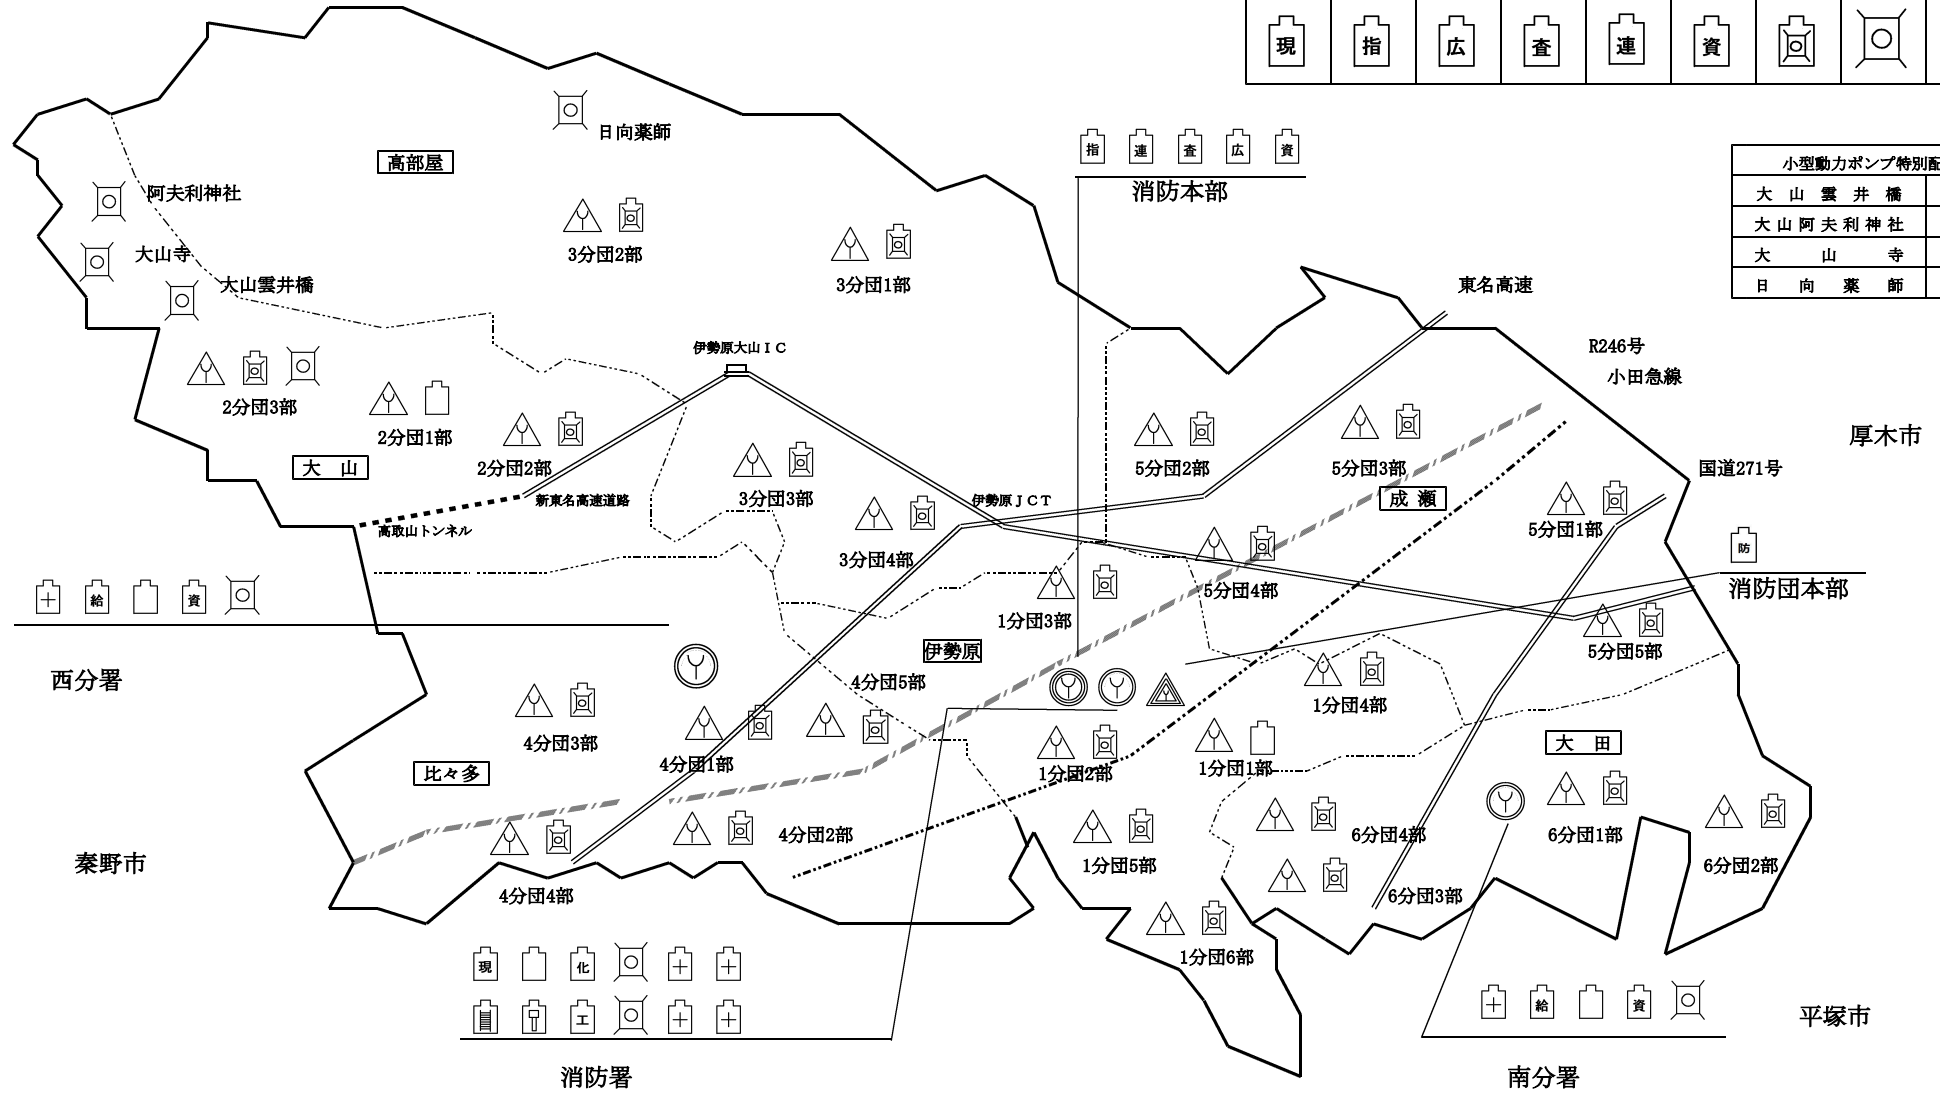 現 指 広 査 連 資
日向薬師
高部屋
指 連 査 広 資
消防本部
小型動力ポンプ特別配
大山雲井橋
大山阿夫利神社
大山寺
日向薬師
阿夫利神社
大山寺
大山雲井橋
3分団2部
3分団1部
東名高速
伊勢原大山ＩＣ
R246号
小田急線
2分団3部
2分団1部
2分団2部
大 山
厚木市
5分団2部
5分団3部
国道271号
成 瀬
3分団3部
新東名高速道路
伊勢原ＪＣＴ
高取山トンネル
5分団1部
3分団4部
防
消防団本部
5分団4部
給 資
1分団3部
西分署
伊勢原
5分団5部
4分団5部
1分団4部
4分団3部
4分団1部
大 田
比々多
1分団2部
1分団1部
秦野市
4分団2部
6分団4部
6分団1部
1分団5部
6分団2部
4分団4部
6分団3部
1分団6部
現 化
エ
消防署
給 資
平塚市
南分署